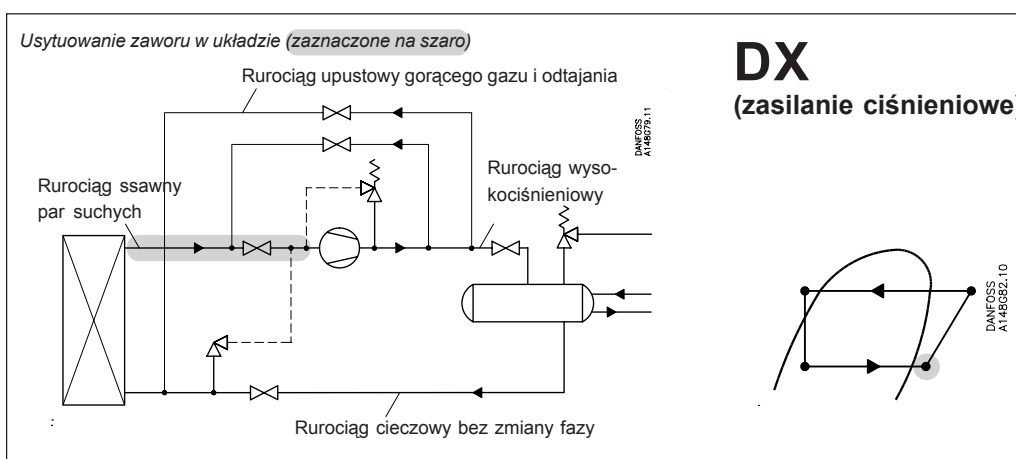 Usytuowanie zaworu w układzie (zaznaczone na szaro)
Rurociąg upustowy gorącego gazu i odtajania
DANFOSS
A148G79.11
Rurociąg ssawny
par suchych
Rurociąg wyso-
kociśnieniowy
Rurociąg cieczowy bez zmiany fazy
:
DX
(zasilanie ciśnieniowe)
DANFOSS
A148G82.10